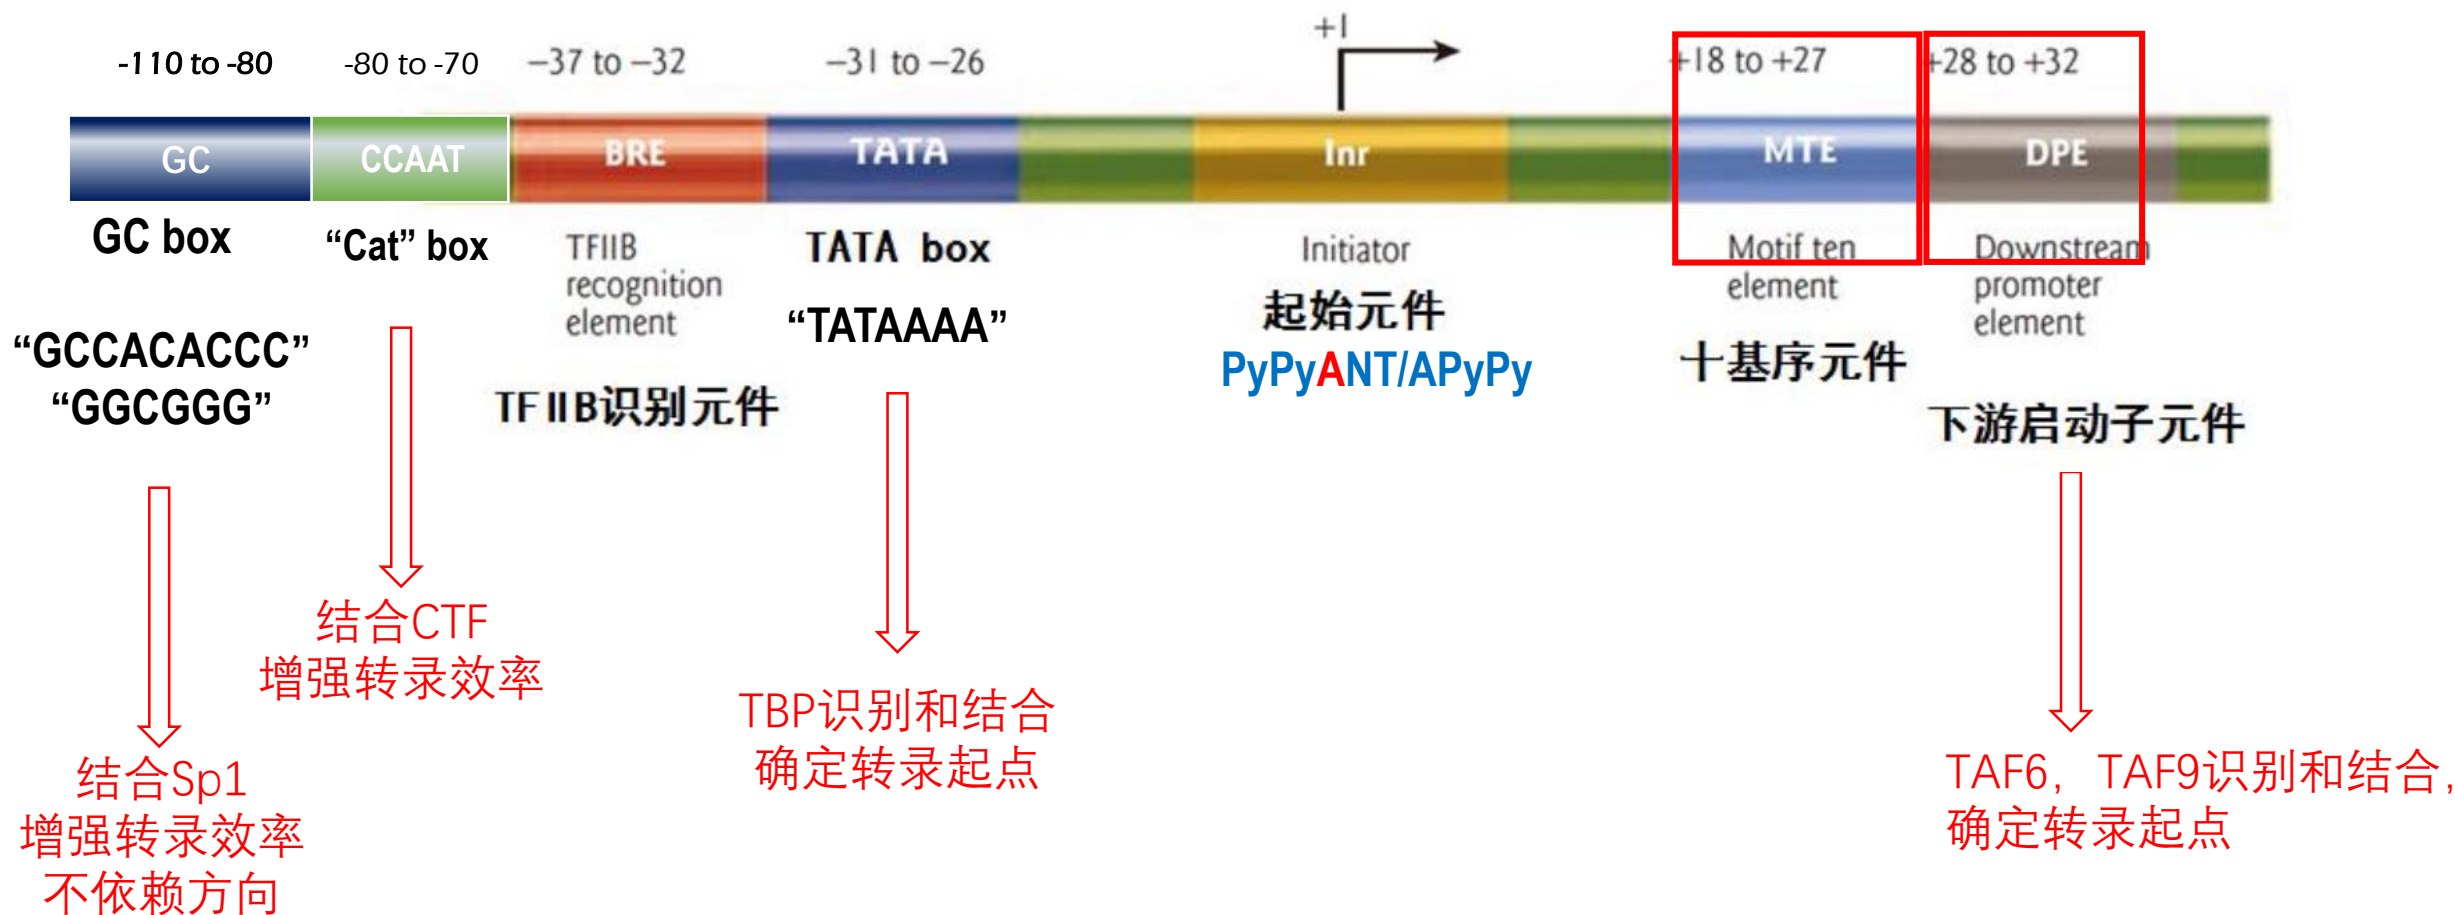 -110 to -80
-80 to -70
−37 to −32
−31 to −26
+1
+18 to +27
+28 to +32
GC
CCAAT
BRE
TATA
Inr
MTE
DPE
GC box
“Cat” box
TFIIB
recognition
element
TATA box
Initiator
Motif ten
element
Downstream
promoter
element
“GCCACACCC”
“GGCGGG”
TFⅡB识别元件
“TATAAAA”
起始元件
PyPyANT/APyPy
十基序元件
下游启动子元件
结合Sp1
增强转录效率
不依赖方向
结合CTF
增强转录效率
TBP识别和结合
确定转录起点
TAF6，TAF9识别和结合，
确定转录起点